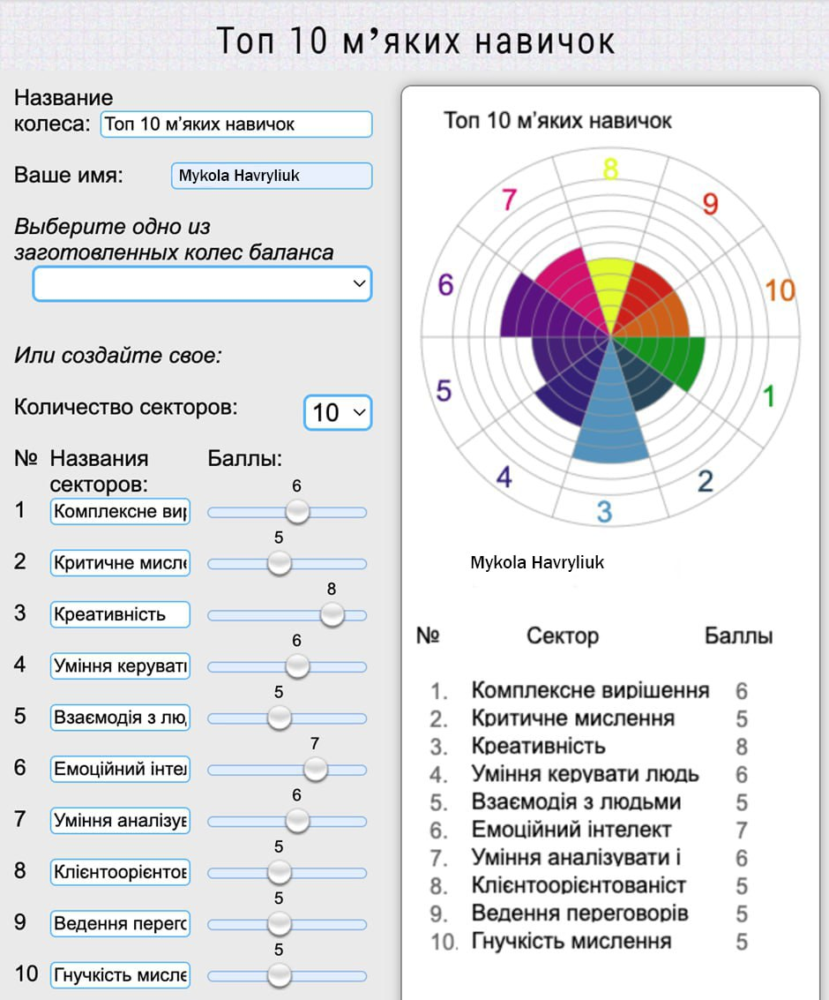 Топ 10 м’яких навичок
Название
колеса: Топ 10 м’яких навичок
Ваше имя: Mykola Havryliuk
Выберите одно из
заготовленных колес баланса
Или создайте свое:
Количество секторов: 10
№ Названия
секторов: Баллы:
1 Комплексне вир 6
2 Критичне мисле 5
3 Креативність 8
4 Уміння керувати 6
5 Взаємодія з лю 5
6 Емоційний інтел 7
7 Уміння аналізув 6
8 Клієнтоорієнтов 5
9 Ведення перего 5
10 Гнучкість мисле 5
Топ 10 м’яких навичок
8
7
9
6
10
5
1
4
2
3
Mykola Havryliuk
№ Сектор Баллы
1. Комплексне вирішення 6
2. Критичне мислення 5
3. Креативність 8
4. Уміння керувати людь 6
5. Взаємодія з людьми 5
6. Емоційний інтелект 7
7. Уміння аналізувати і 6
8. Клієнтоорієнтованіст 5
9. Ведення переговорів 5
10. Гнучкість мислення 5